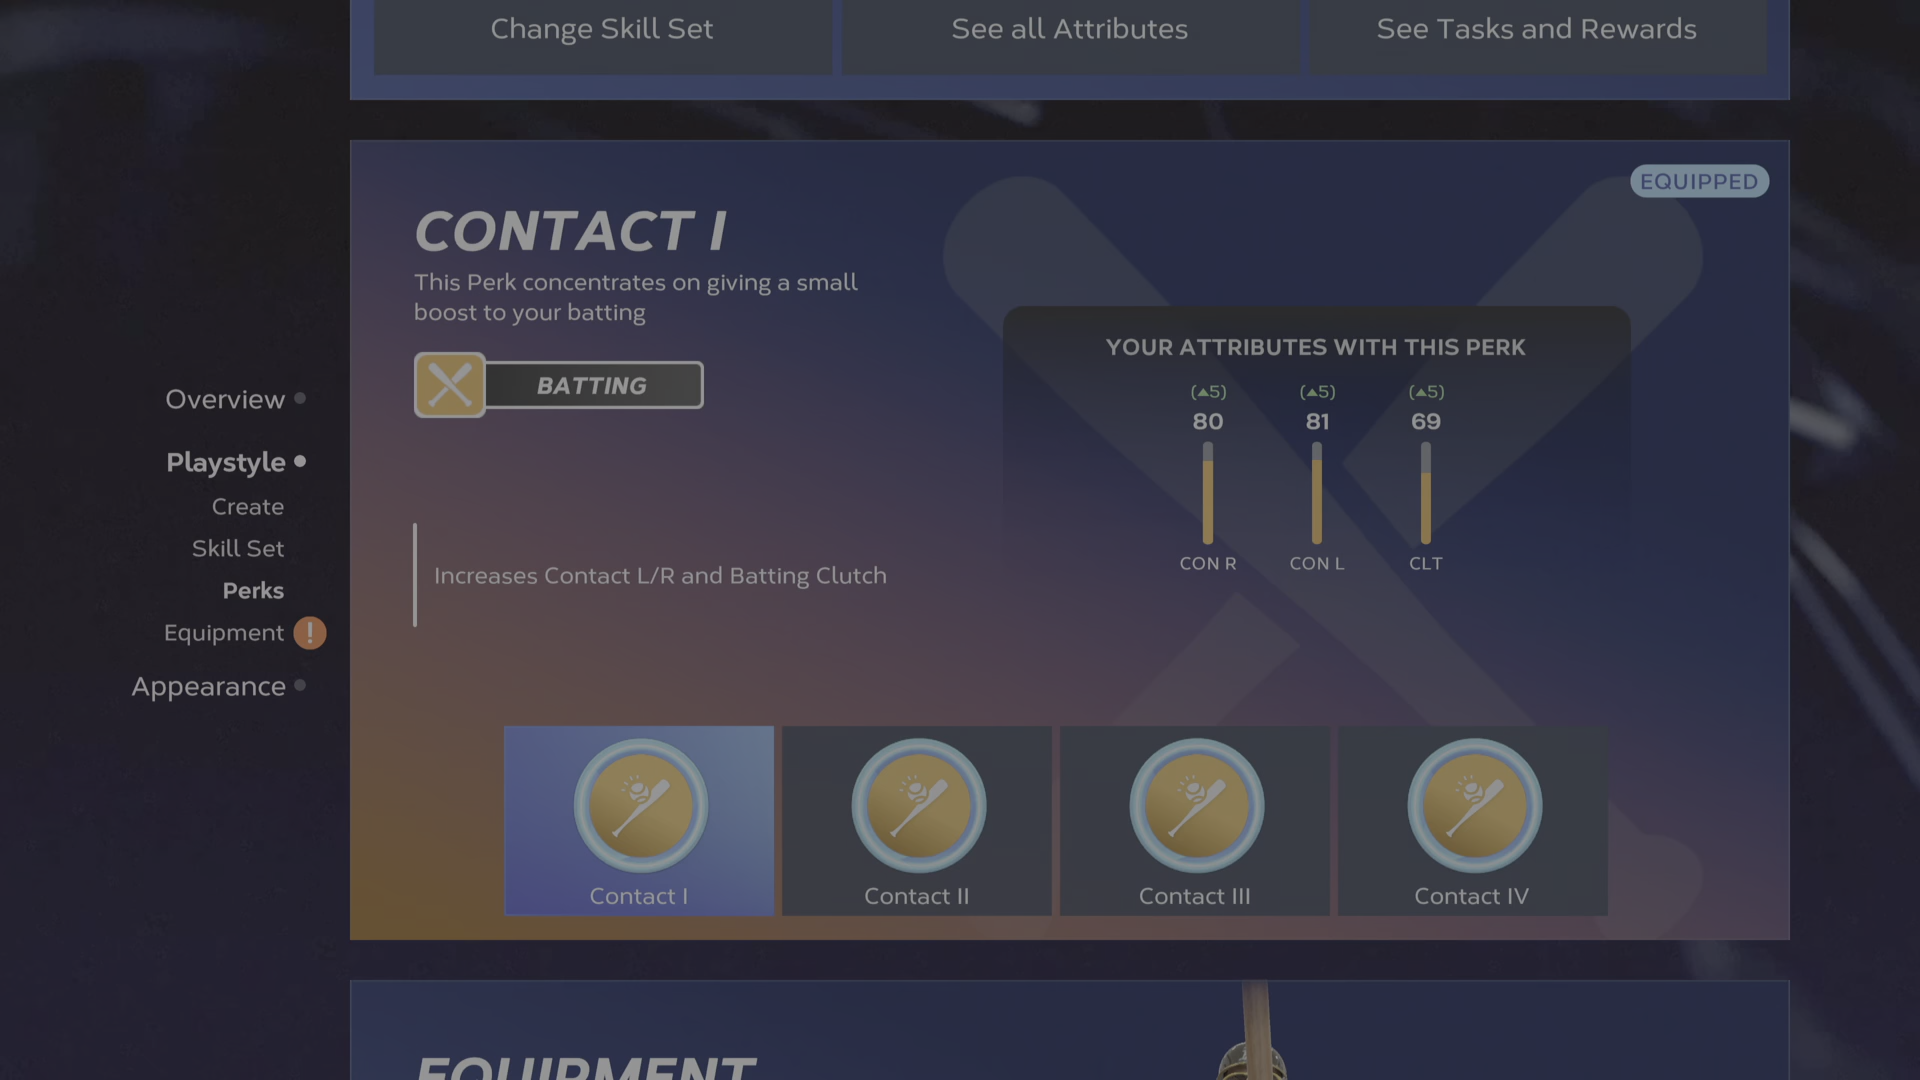 Change Skill Set
See all Attributes
See Tasks and Rewards
EQUIPPED
CONTACT I
This Perk concentrates on giving a small
boost to your batting
BATTING
Increases Contact L/R and Batting Clutch
YOUR ATTRIBUTES WITH THIS PERK
(▲5) (▲5) (▲5)
80 81 69
CON R CON L CLT
Overview
Playstyle
Create
Skill Set
Perks
Equipment !
Appearance
Contact I
Contact II
Contact III
Contact IV
EQUIPMENT